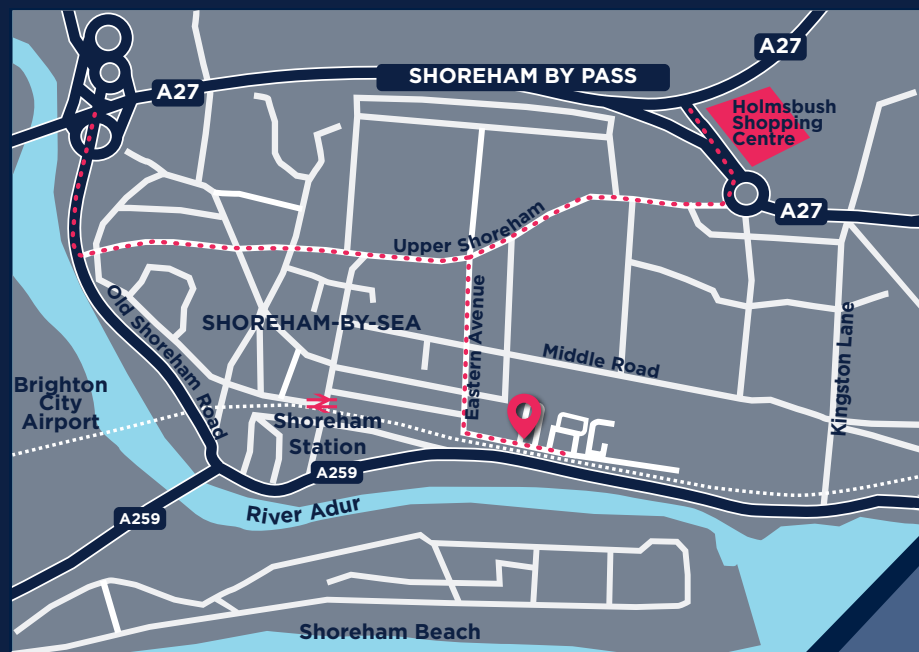 A27
SHOREHAM BY PASS
A27
Holmsbush
Shopping
Centre
A27
Upper Shoreham
Old Shoreham Road
SHOREHAM-BY-SEA
Eastern Avenue
Middle Road
Kingston Lane
Brighton
City
Airport
Shoreham
Station
A259
A259
River Adur
Shoreham Beach